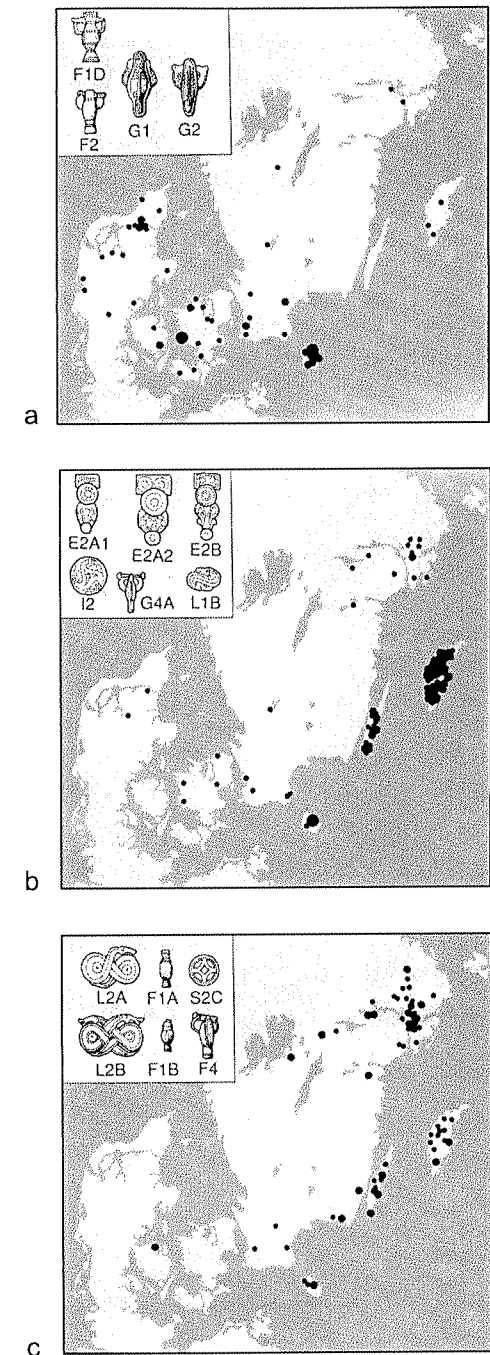 F1D
F2
G1 G2
a
E2A1 E2A2 E2B
I2 G4A L1B
b
L2A F1A S2C
L2B F1B F4
c